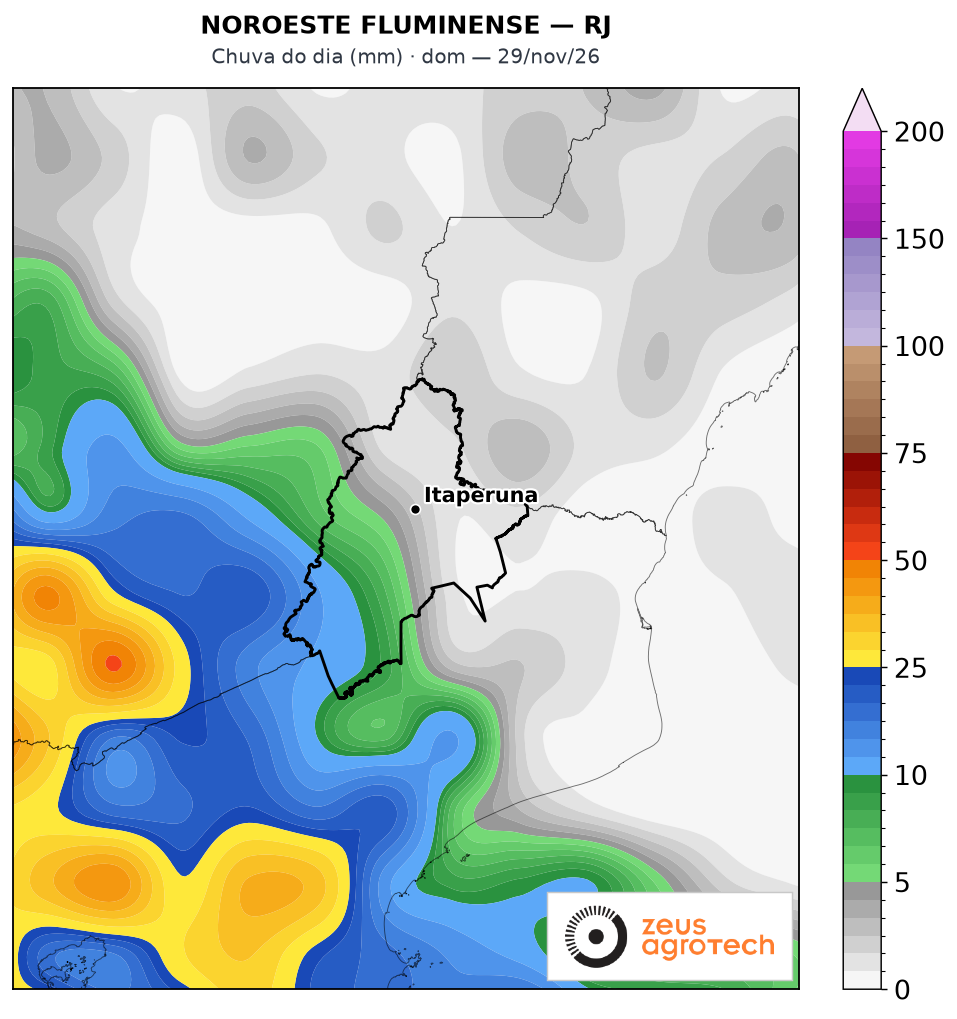 NOROESTE FLUMINENSE — RJ
Chuva do dia (mm) · dom — 29/nov/26
200
150
100
75
50
25
10
5
0
Itaperuna
zeus
agrotech